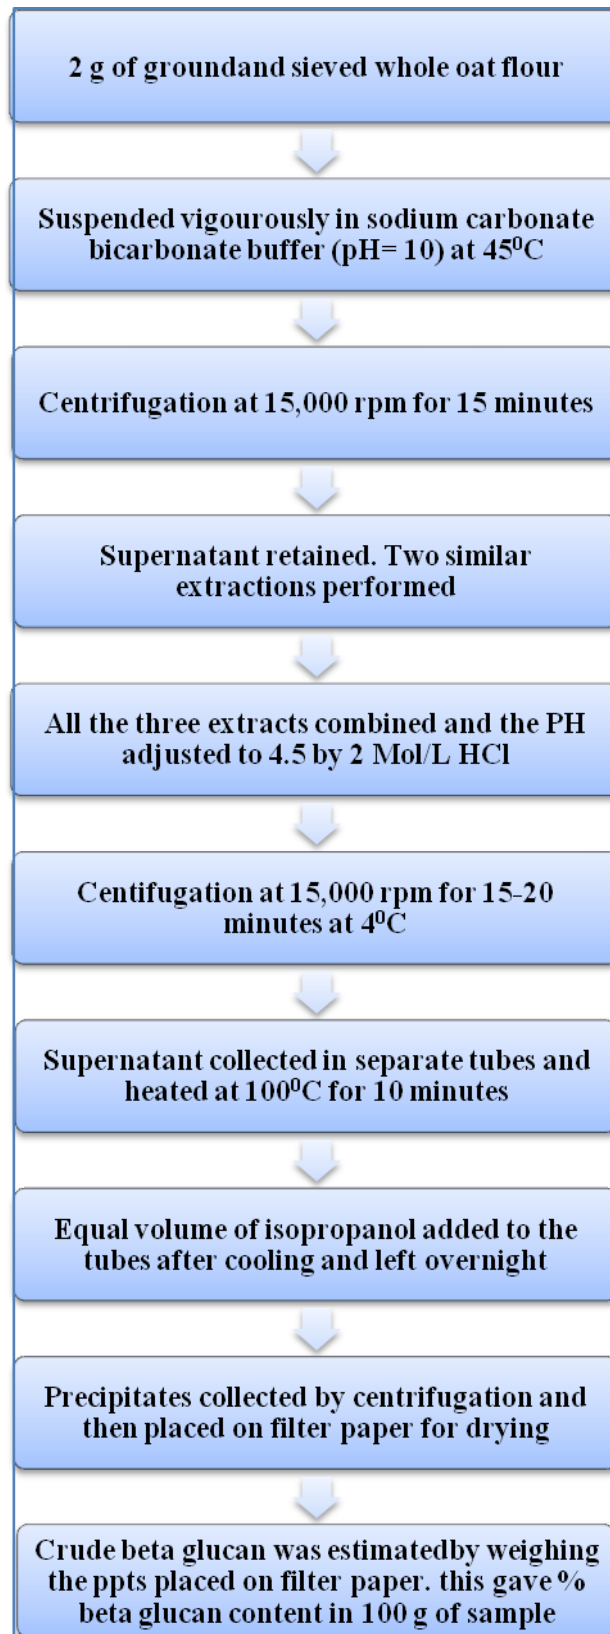 2 g of groundand sieved whole oat flour
Suspended vigourously in sodium carbonate
bicarbonate buffer (pH= 10) at 45⁰C
Centrifugation at 15,000 rpm for 15 minutes
Supernatant retained. Two similar
extractions performed
All the three extracts combined and the PH
adjusted to 4.5 by 2 Mol/L HCl
Centifugation at 15,000 rpm for 15-20
minutes at 4⁰C
Supernatant collected in separate tubes and
heated at 100⁰C for 10 minutes
Equal volume of isopropanol added to the
tubes after cooling and left overnight
Precipitates collected by centrifugation and
then placed on filter paper for drying
Crude beta glucan was estimatedby weighing
the ppts placed on filter paper. this gave %
beta glucan content in 100 g of sample